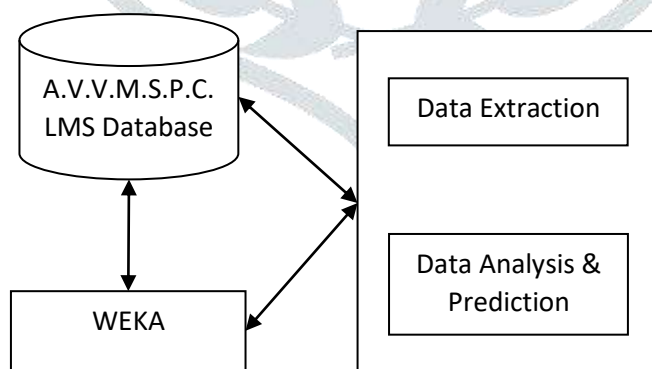 A.V.V.M.S.P.C.
LMS Database
Data Extraction
Data Analysis &
Prediction
WEKA